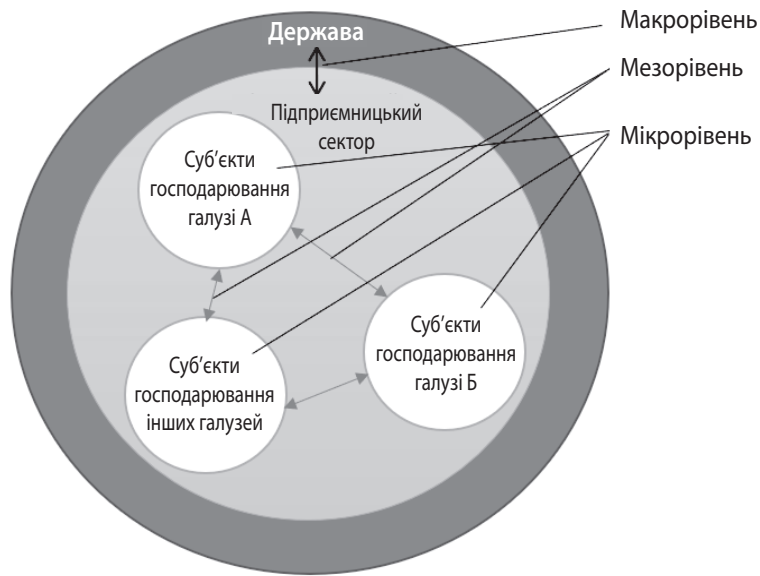 Держава
Макрорівень
Мезорівень
Мікрорівень
Підприємницький
сектор
Суб’єкти
господарювання
галузі А
Суб’єкти
господарювання
галузі Б
Суб’єкти
господарювання
інших галузей